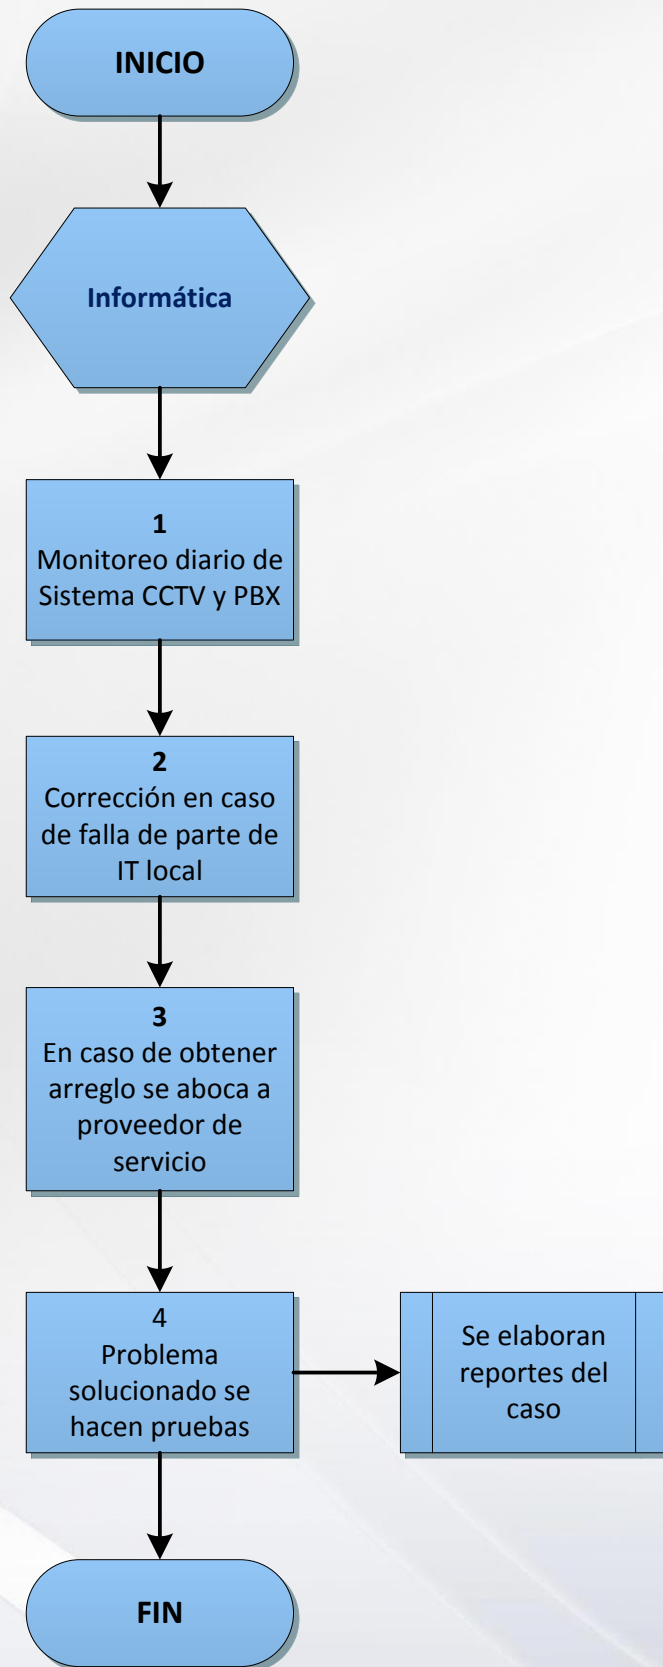 INICIO
Informática
1
Monitoreo diario de
Sistema CCTV y PBX
2
Corrección en caso
de falla de parte de
IT local
3
En caso de obtener
arreglo se aboca a
proveedor de
servicio
4
Problema
solucionado se
hacen pruebas
Se elaboran
reportes del
caso
FIN